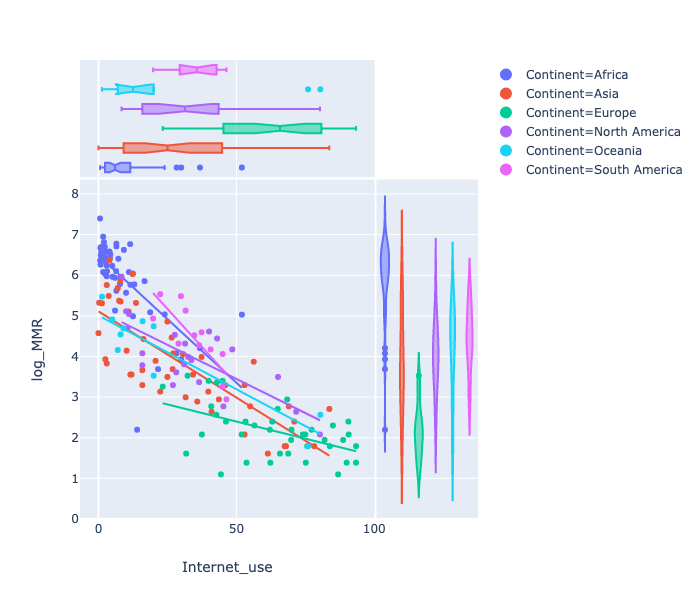 Continent=Africa
Continent=Asia
Continent=Europe
Continent=North America
Continent=Oceania
Continent=South America
8
7
6
5
4
3
2
1
0
log_MMR
0 50 100
Internet_use